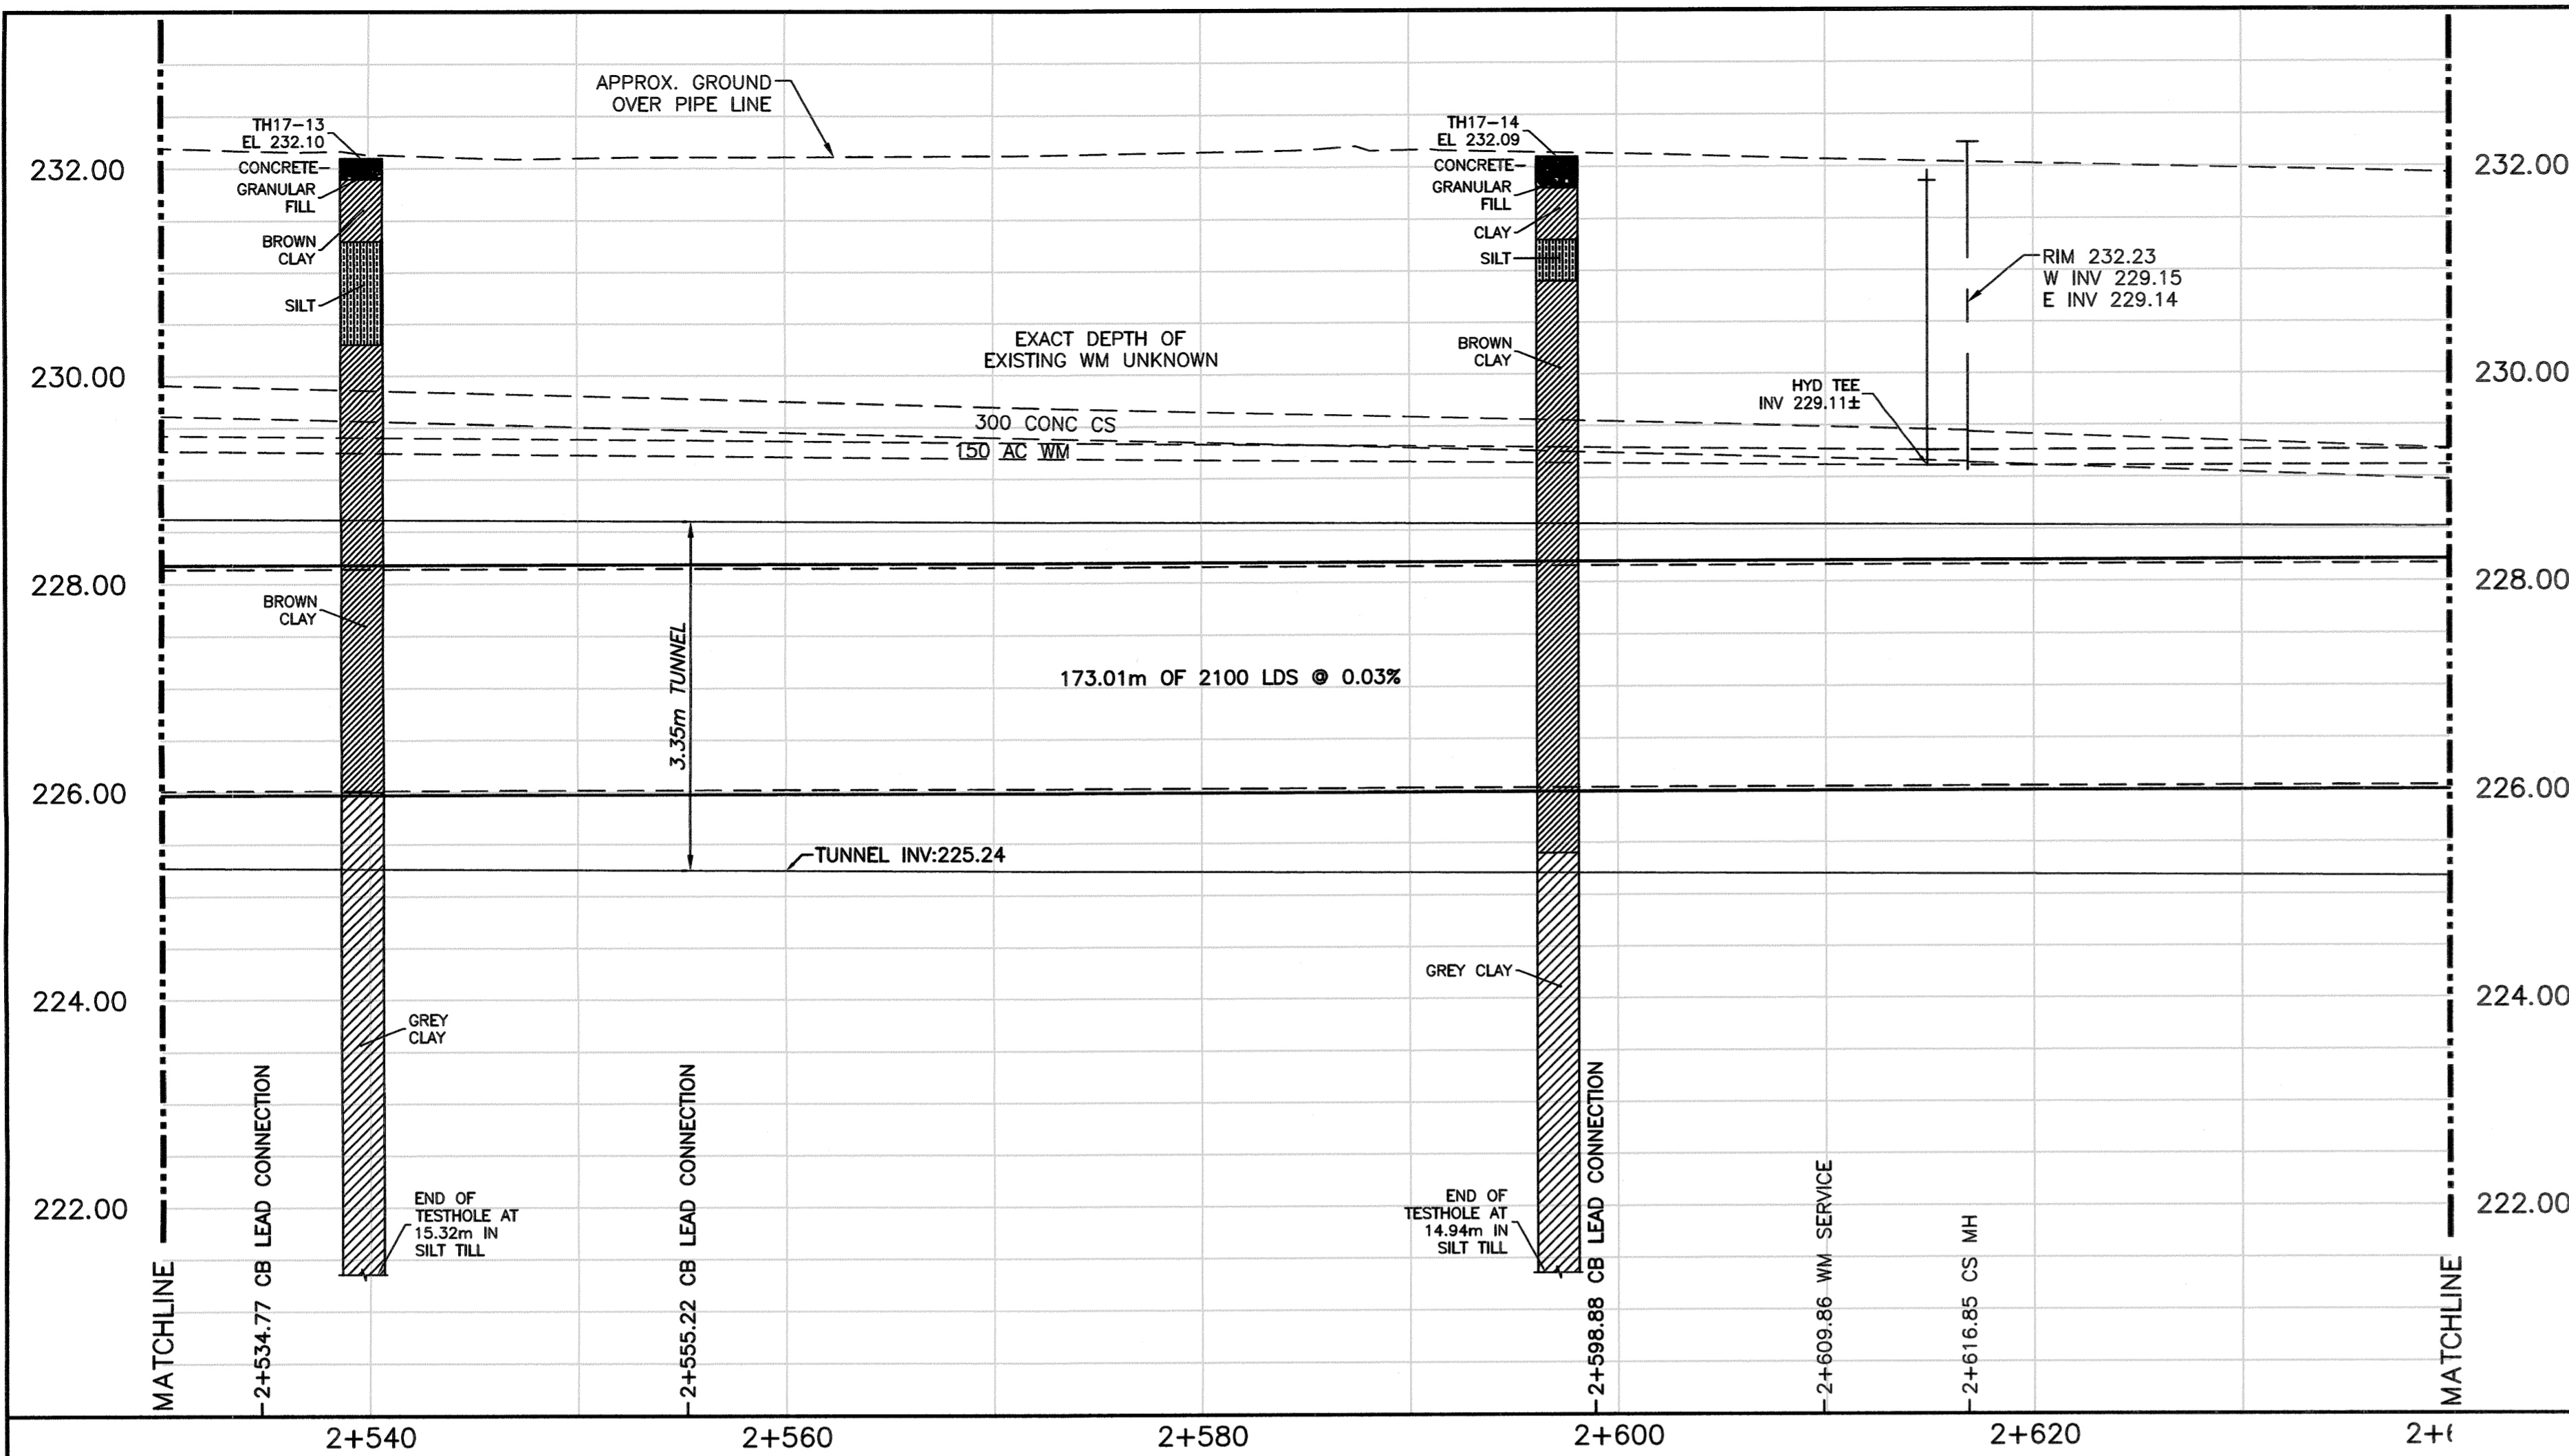 APPROX. GROUND
OVER PIPE LINE
TH17-13
EL 232.10
CONCRETE
GRANULAR
FILL
BROWN
CLAY
SILT
TH17-14
EL 232.09
CONCRETE
GRANULAR
FILL
CLAY
SILT
BROWN
CLAY
232.00
232.00
RIM 232.23
W INV 229.15
E INV 229.14
EXACT DEPTH OF
EXISTING WM UNKNOWN
230.00
230.00
HYD TEE
INV 229.11±
300 CONC CS
150 AC WM
228.00
228.00
BROWN
CLAY
3.35m TUNNEL
173.01m OF 2100 LDS @ 0.03%
226.00
226.00
TUNNEL INV:225.24
GREY CLAY
224.00
224.00
GREY
CLAY
222.00
222.00
END OF
TESTHOLE AT
15.32m IN
SILT TILL
END OF
TESTHOLE AT
14.94m IN
SILT TILL
MATCHLINE
2+534.77 CB LEAD CONNECTION
2+555.22 CB LEAD CONNECTION
2+598.88 CB LEAD CONNECTION
2+609.86 WM SERVICE
2+616.85 CS MH
MATCHLINE
2+540
2+560
2+580
2+600
2+620